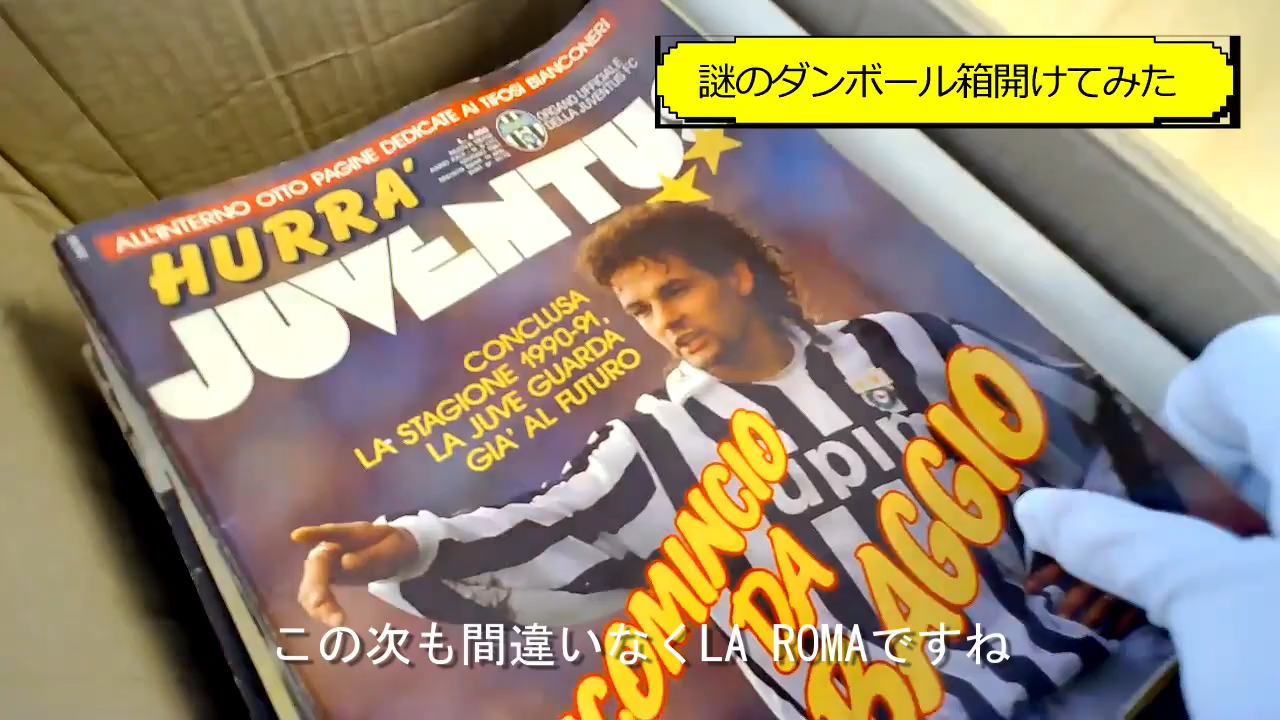 謎のダンボール箱開けてみた
ALL'INTERNO OTTO PAGINE DEDICATE AI TIFOSI BIANCONERI
ORGANO UFFICIALE
DELLA JUVENTUS FC
HURRA'
JUVENTUS
CONCLUSA
LA STAGIONE 1990-91,
LA JUVE GUARDA
GIA' AL FUTURO
upim
COMINCIO
DA
BAGGIO
この次も間違いなくLA ROMAですね